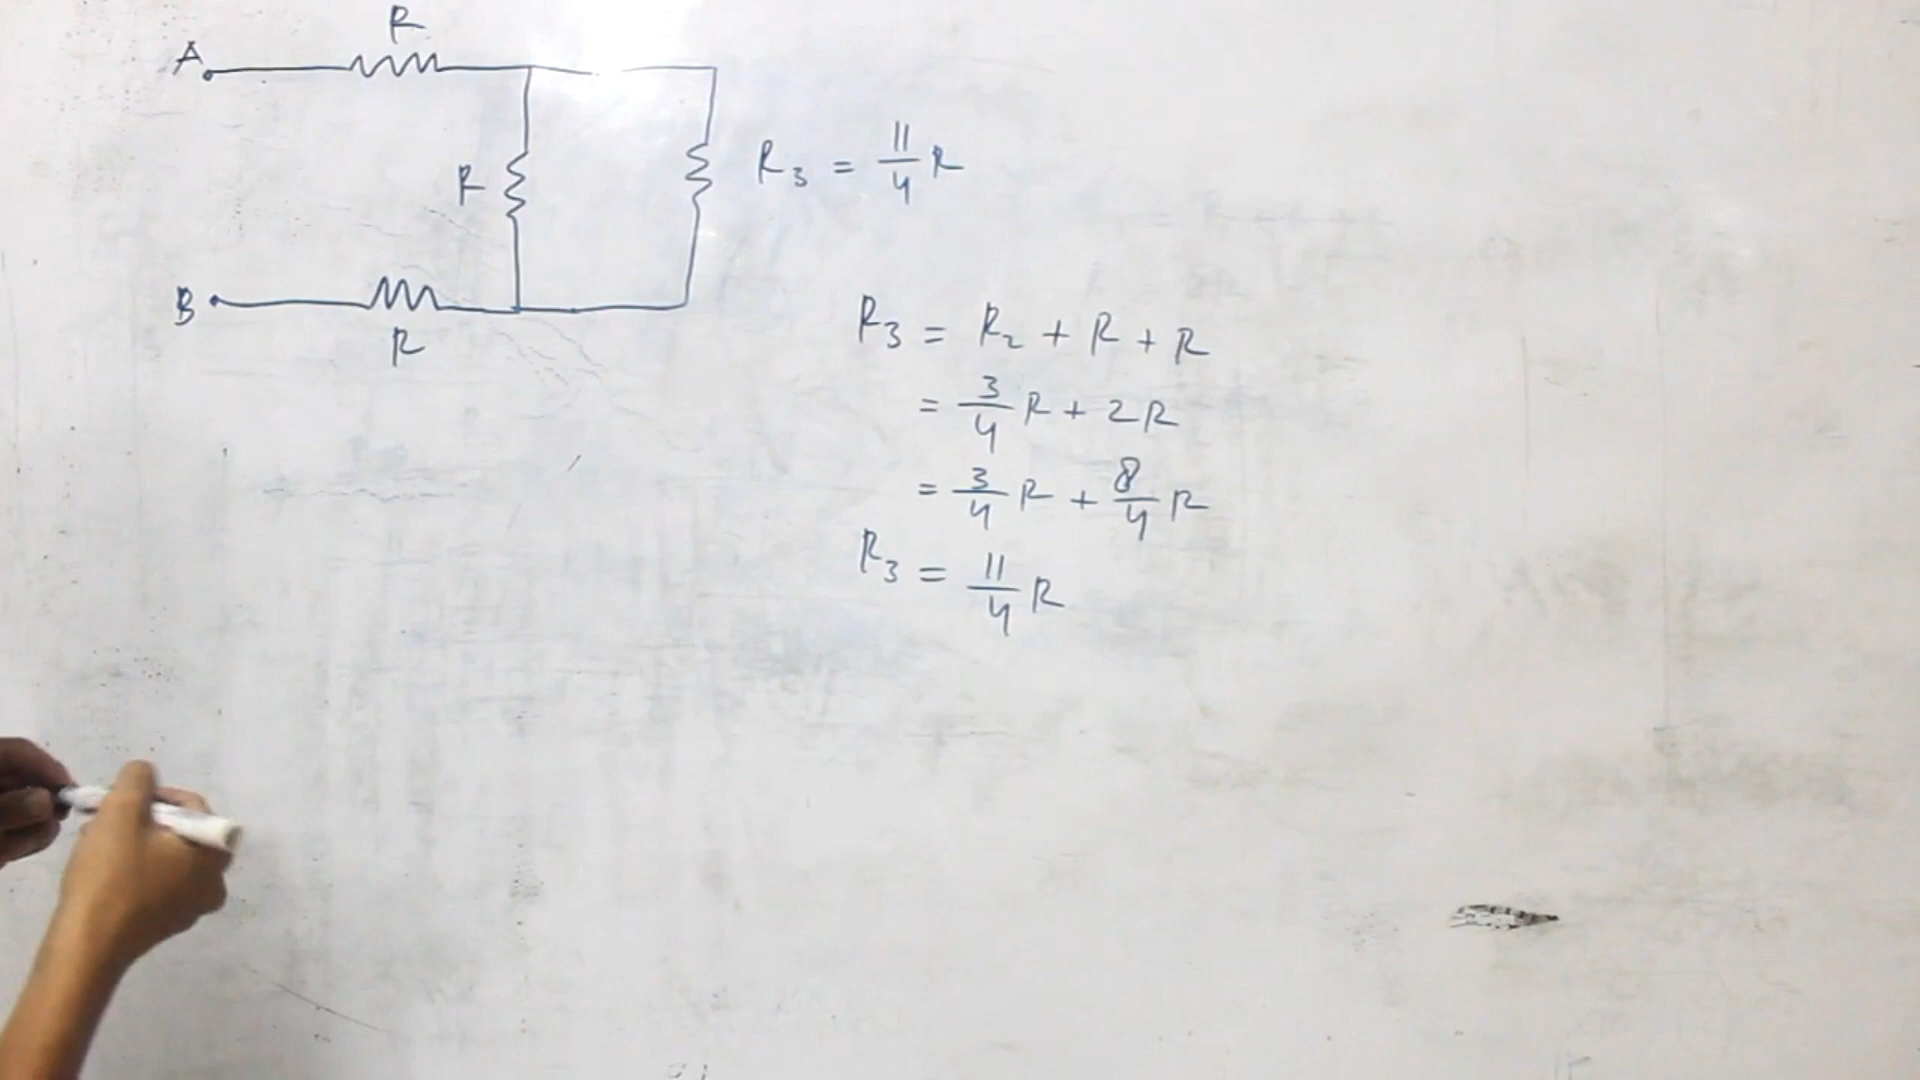 R
A
R
R₃ = 11/4 R
B
R
R₃ = R₂ + R + R
= 3/4 R + 2R
= 3/4 R + 8/4 R
R₃ = 11/4 R